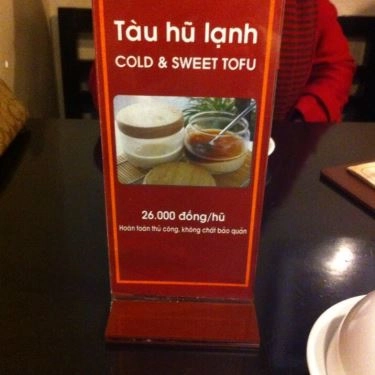 Tàu hũ lạnh
COLD & SWEET TOFU
26.000 đồng/hũ
Hoàn toàn thủ công, không chất bảo quản